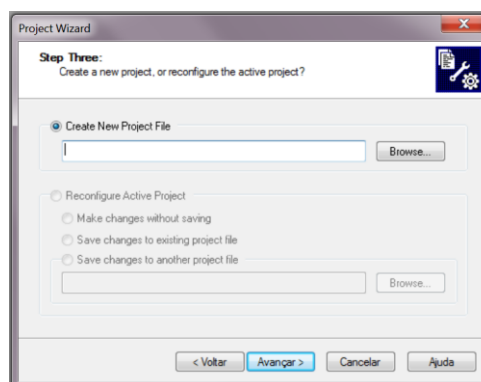 Project Wizard
Step Three:
Create a new project, or reconfigure the active project?
Create New Project File
Browse...
Reconfigure Active Project
Make changes without saving
Save changes to existing project file
Save changes to another project file
Browse...
< Voltar
Avançar >
Cancelar
Ajuda